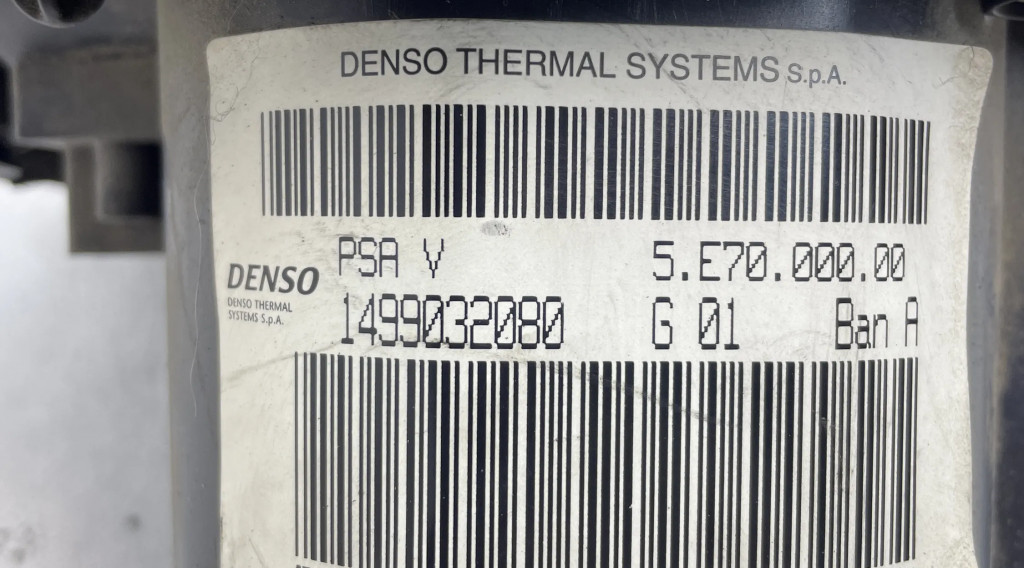 DENSO THERMAL SYSTEMS S.p.A.
PSA V 5.E70.000.00
DENSO
DENSO THERMAL
SYSTEMS S.p.A.
1499032080 G 01 Ban A